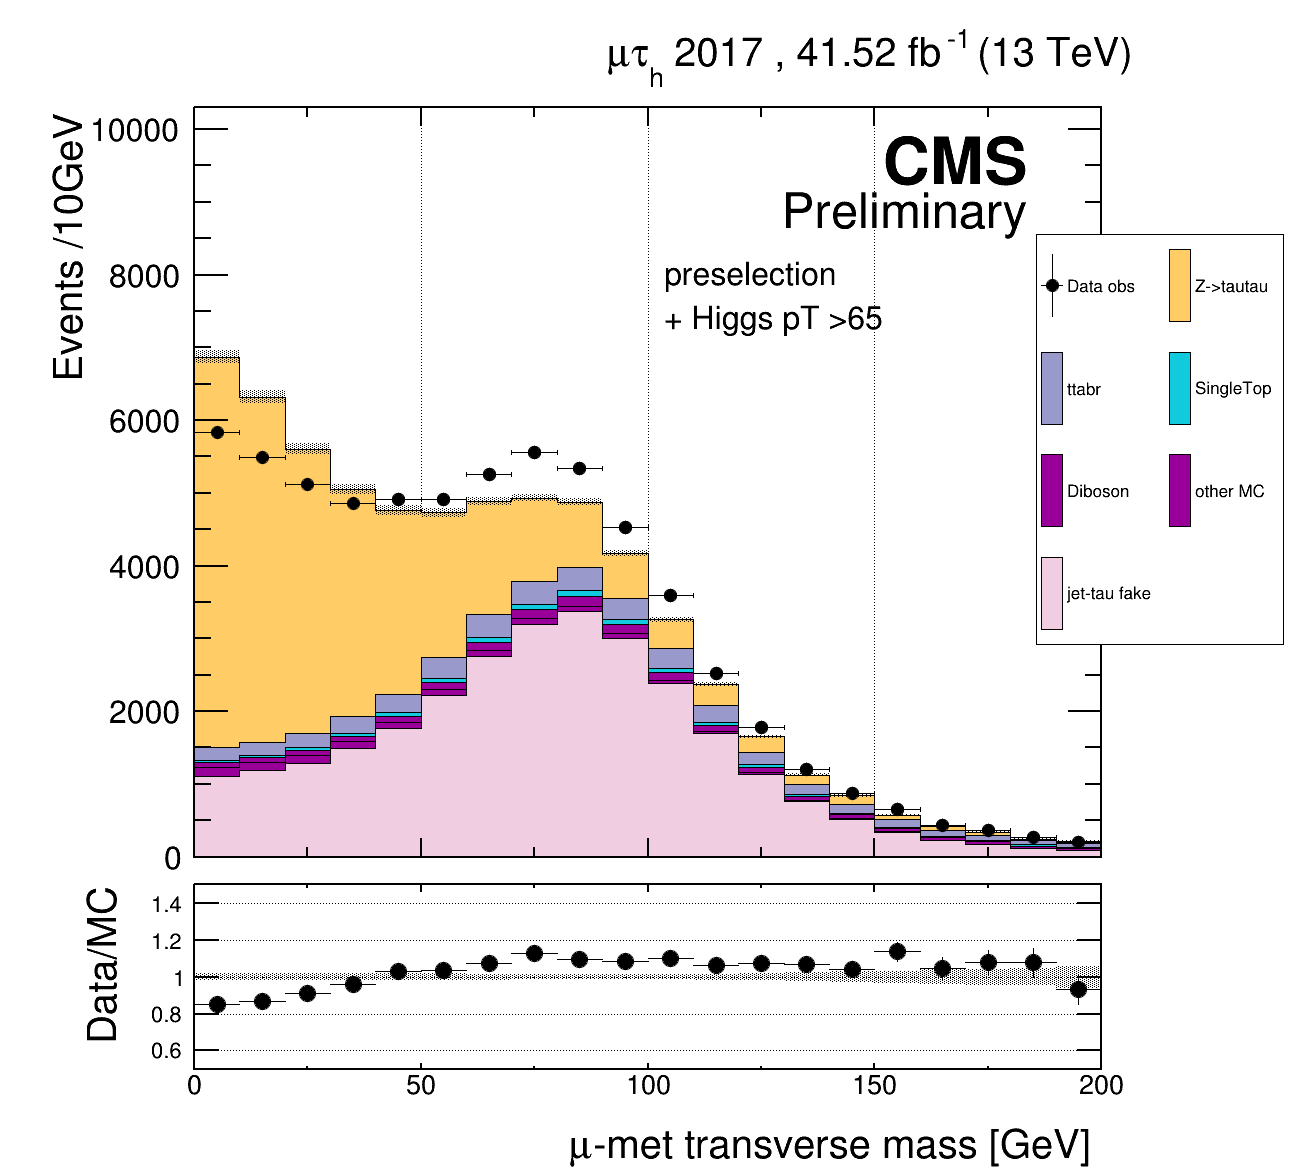 μτh 2017 , 41.52 fb-1 (13 TeV)
Events /10GeV
10000
8000
6000
4000
2000
0
CMS
Preliminary
preselection
+ Higgs pT >65
Data obs
Z->tautau
ttabr
SingleTop
Diboson
other MC
jet-tau fake
Data/MC
1.4
1.2
1
0.8
0.6
0 50 100 150 200
μ-met transverse mass [GeV]